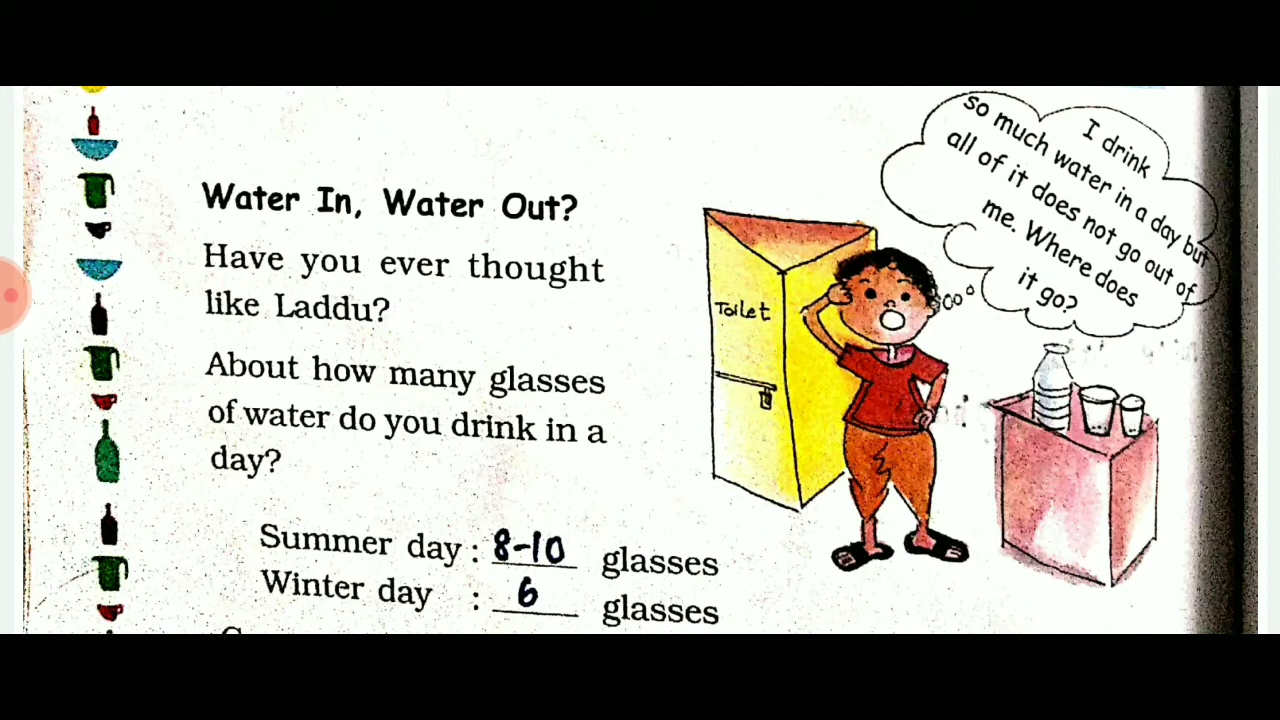 Water In, Water Out?
Have you ever thought
like Laddu?
About how many glasses
of water do you drink in a
day?
Summer day : 8-10 glasses
Winter day : 6 glasses
I drink
so much water in a day but
all of it does not go out of
me. Where does
it go?
Toilet